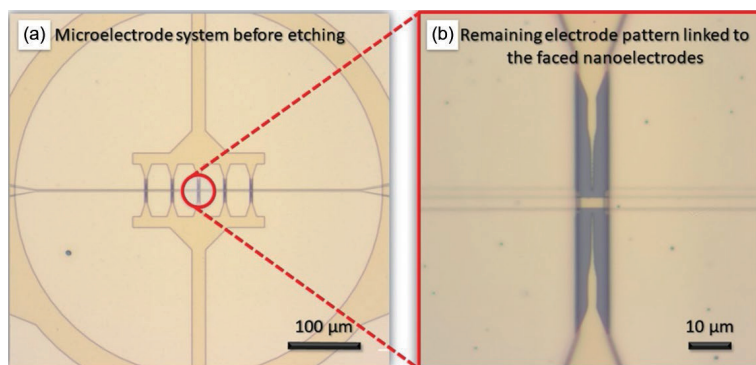 (a) Microelectrode system before etching
100 µm
(b) Remaining electrode pattern linked to
the faced nanoelectrodes
10 µm